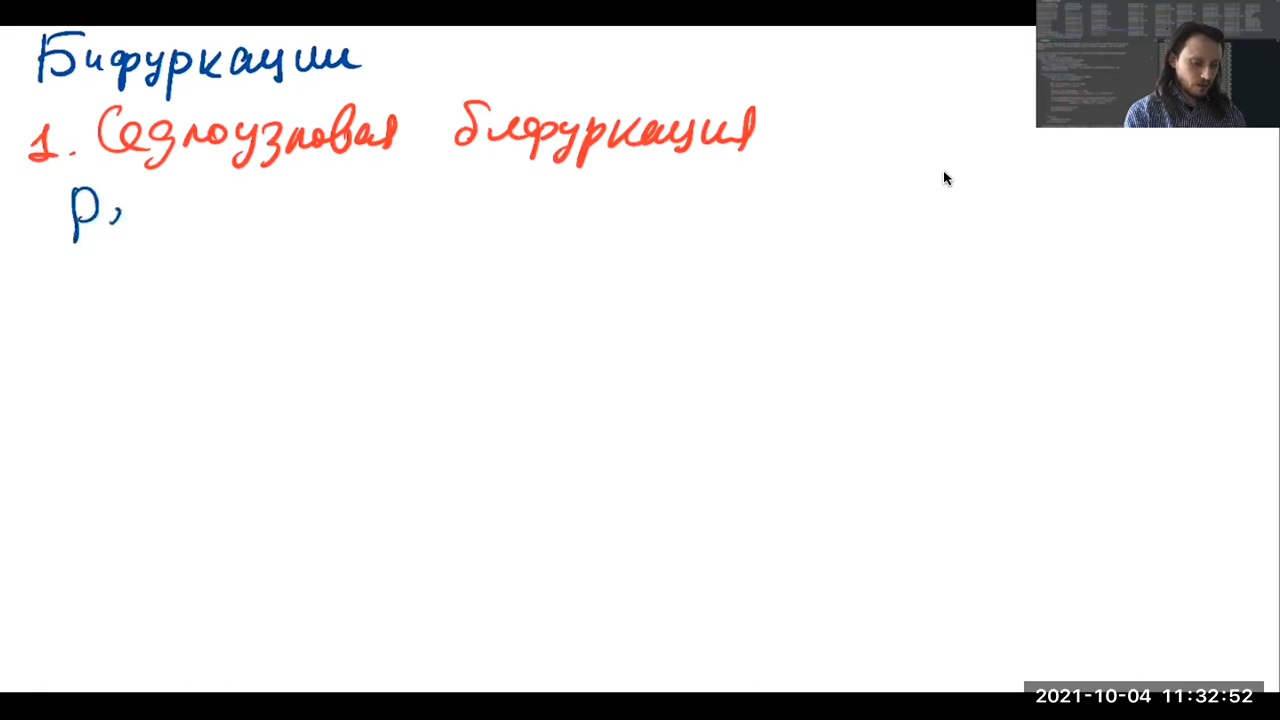 Бифуркации
1. Седлоузловая бифуркация
p,
2021-10-04 11:32:52